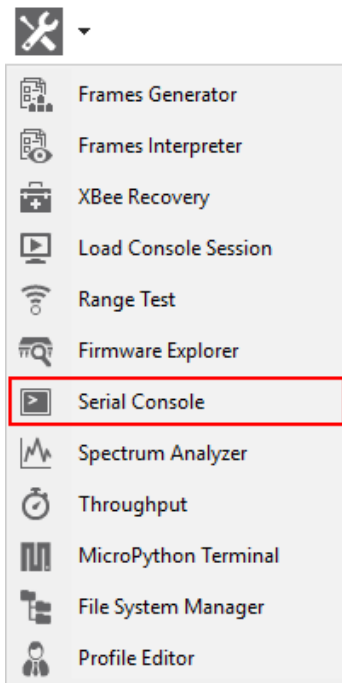 Frames Generator
Frames Interpreter
XBee Recovery
Load Console Session
Range Test
Firmware Explorer
Serial Console
Spectrum Analyzer
Throughput
MicroPython Terminal
File System Manager
Profile Editor